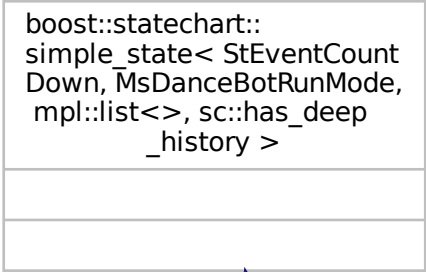 boost::statechart::
simple_state< StEventCount
Down, MsDanceBotRunMode,
mpl::list<>, sc::has_deep
_history >